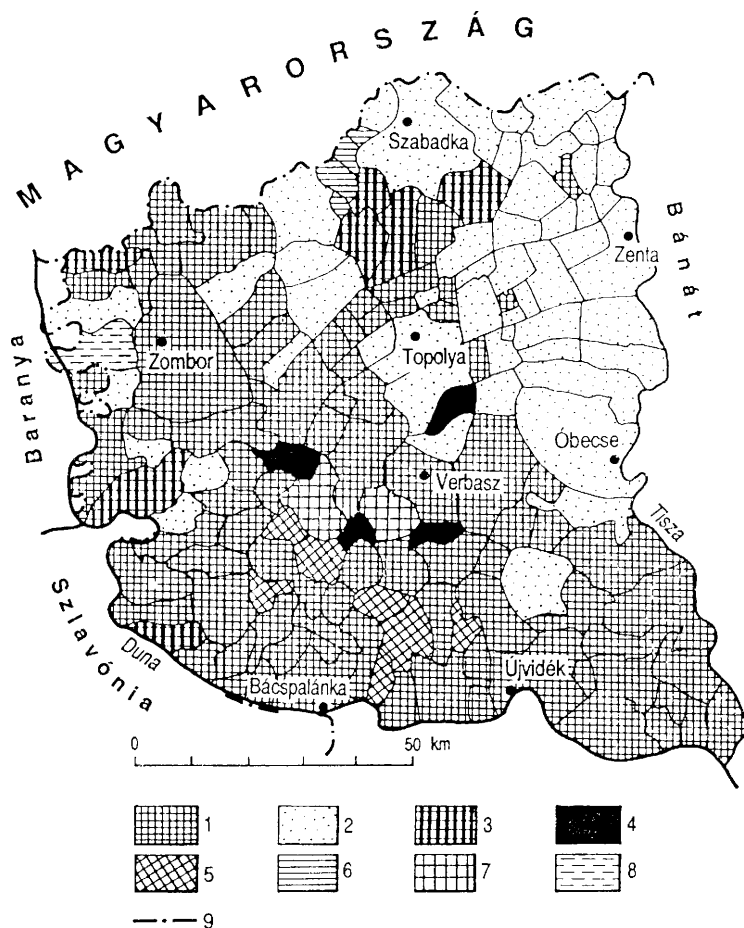 MAGYARORSZÁG
Szabadka
Bánát
Zenta
Baranya
Zombor
Topolya
Óbecse
Verbasz
Tisza
Szlavónia
Duna
Bácspalánka
Újvidék
0 50 km
1 2 3 4
5 6 7 8
9